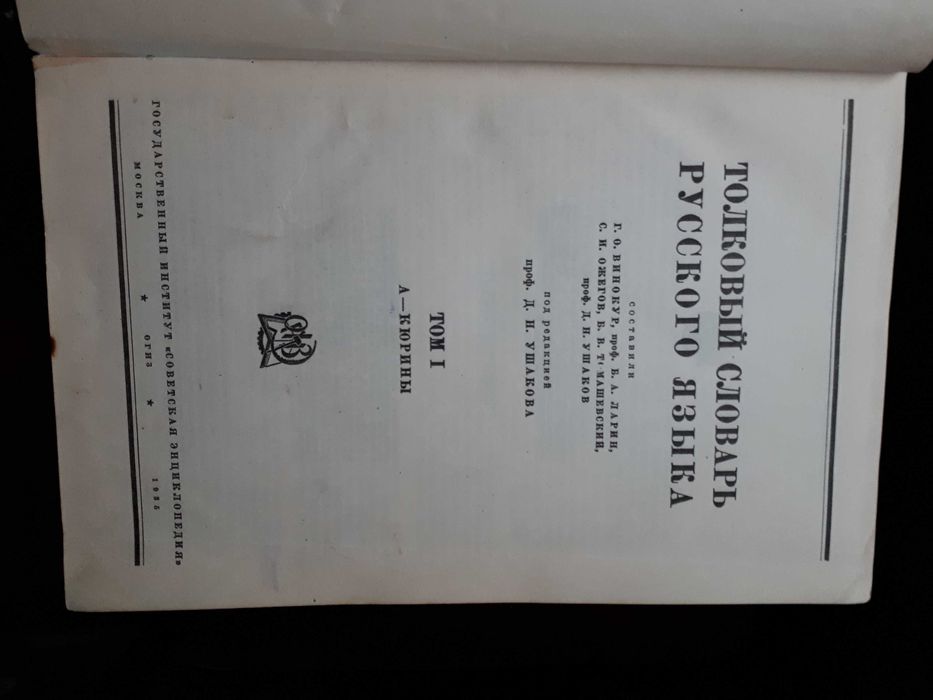 ТОЛКОВЫЙ СЛОВАРЬ
РУССКОГО ЯЗЫКА
составили
Г. О. ВИНОКУР, проф. Б. А. ЛАРИН,
С. И. ОЖЕГОВ, Б. В. ТОМАШЕВСКИЙ,
проф. Д. Н. УШАКОВ
под редакцией
проф. Д. Н. УШАКОВА
ТОМ I
А—КЮРИНЫ
ГОСУДАРСТВЕННЫЙ ИНСТИТУТ «СОВЕТСКАЯ ЭНЦИКЛОПЕДИЯ»
МОСКВА ★ ОГИЗ ★ 1935